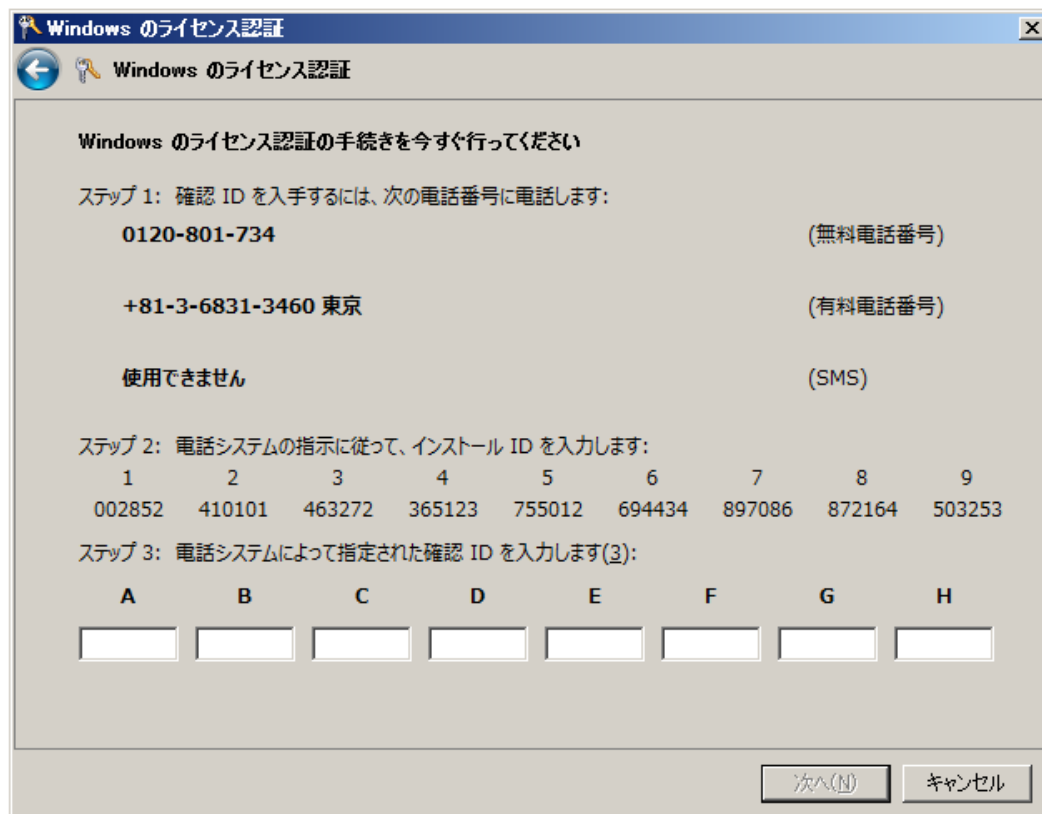 Windows のライセンス認証
Windows のライセンス認証
Windows のライセンス認証の手続きを今すぐ行ってください
ステップ 1: 確認 ID を入手するには、次の電話番号に電話します:
0120-801-734 (無料電話番号)
+81-3-6831-3460 東京 (有料電話番号)
使用できません (SMS)
ステップ 2: 電話システムの指示に従って、インストール ID を入力します:
1 2 3 4 5 6 7 8 9
002852 410101 463272 365123 755012 694434 897086 872164 503253
ステップ 3: 電話システムによって指定された確認 ID を入力します(3):
A B C D E F G H
次へ(N) キャンセル